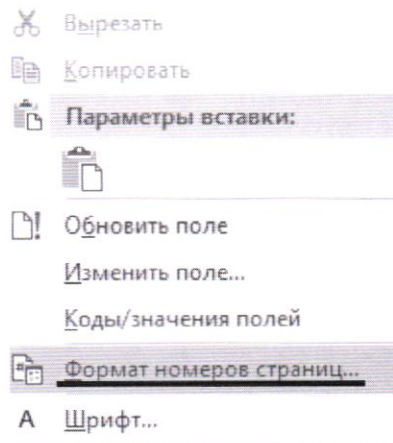 Вырезать
Копировать
Параметры вставки:
Обновить поле
Изменить поле...
Коды/значения полей
Формат номеров страниц...
А Шрифт...